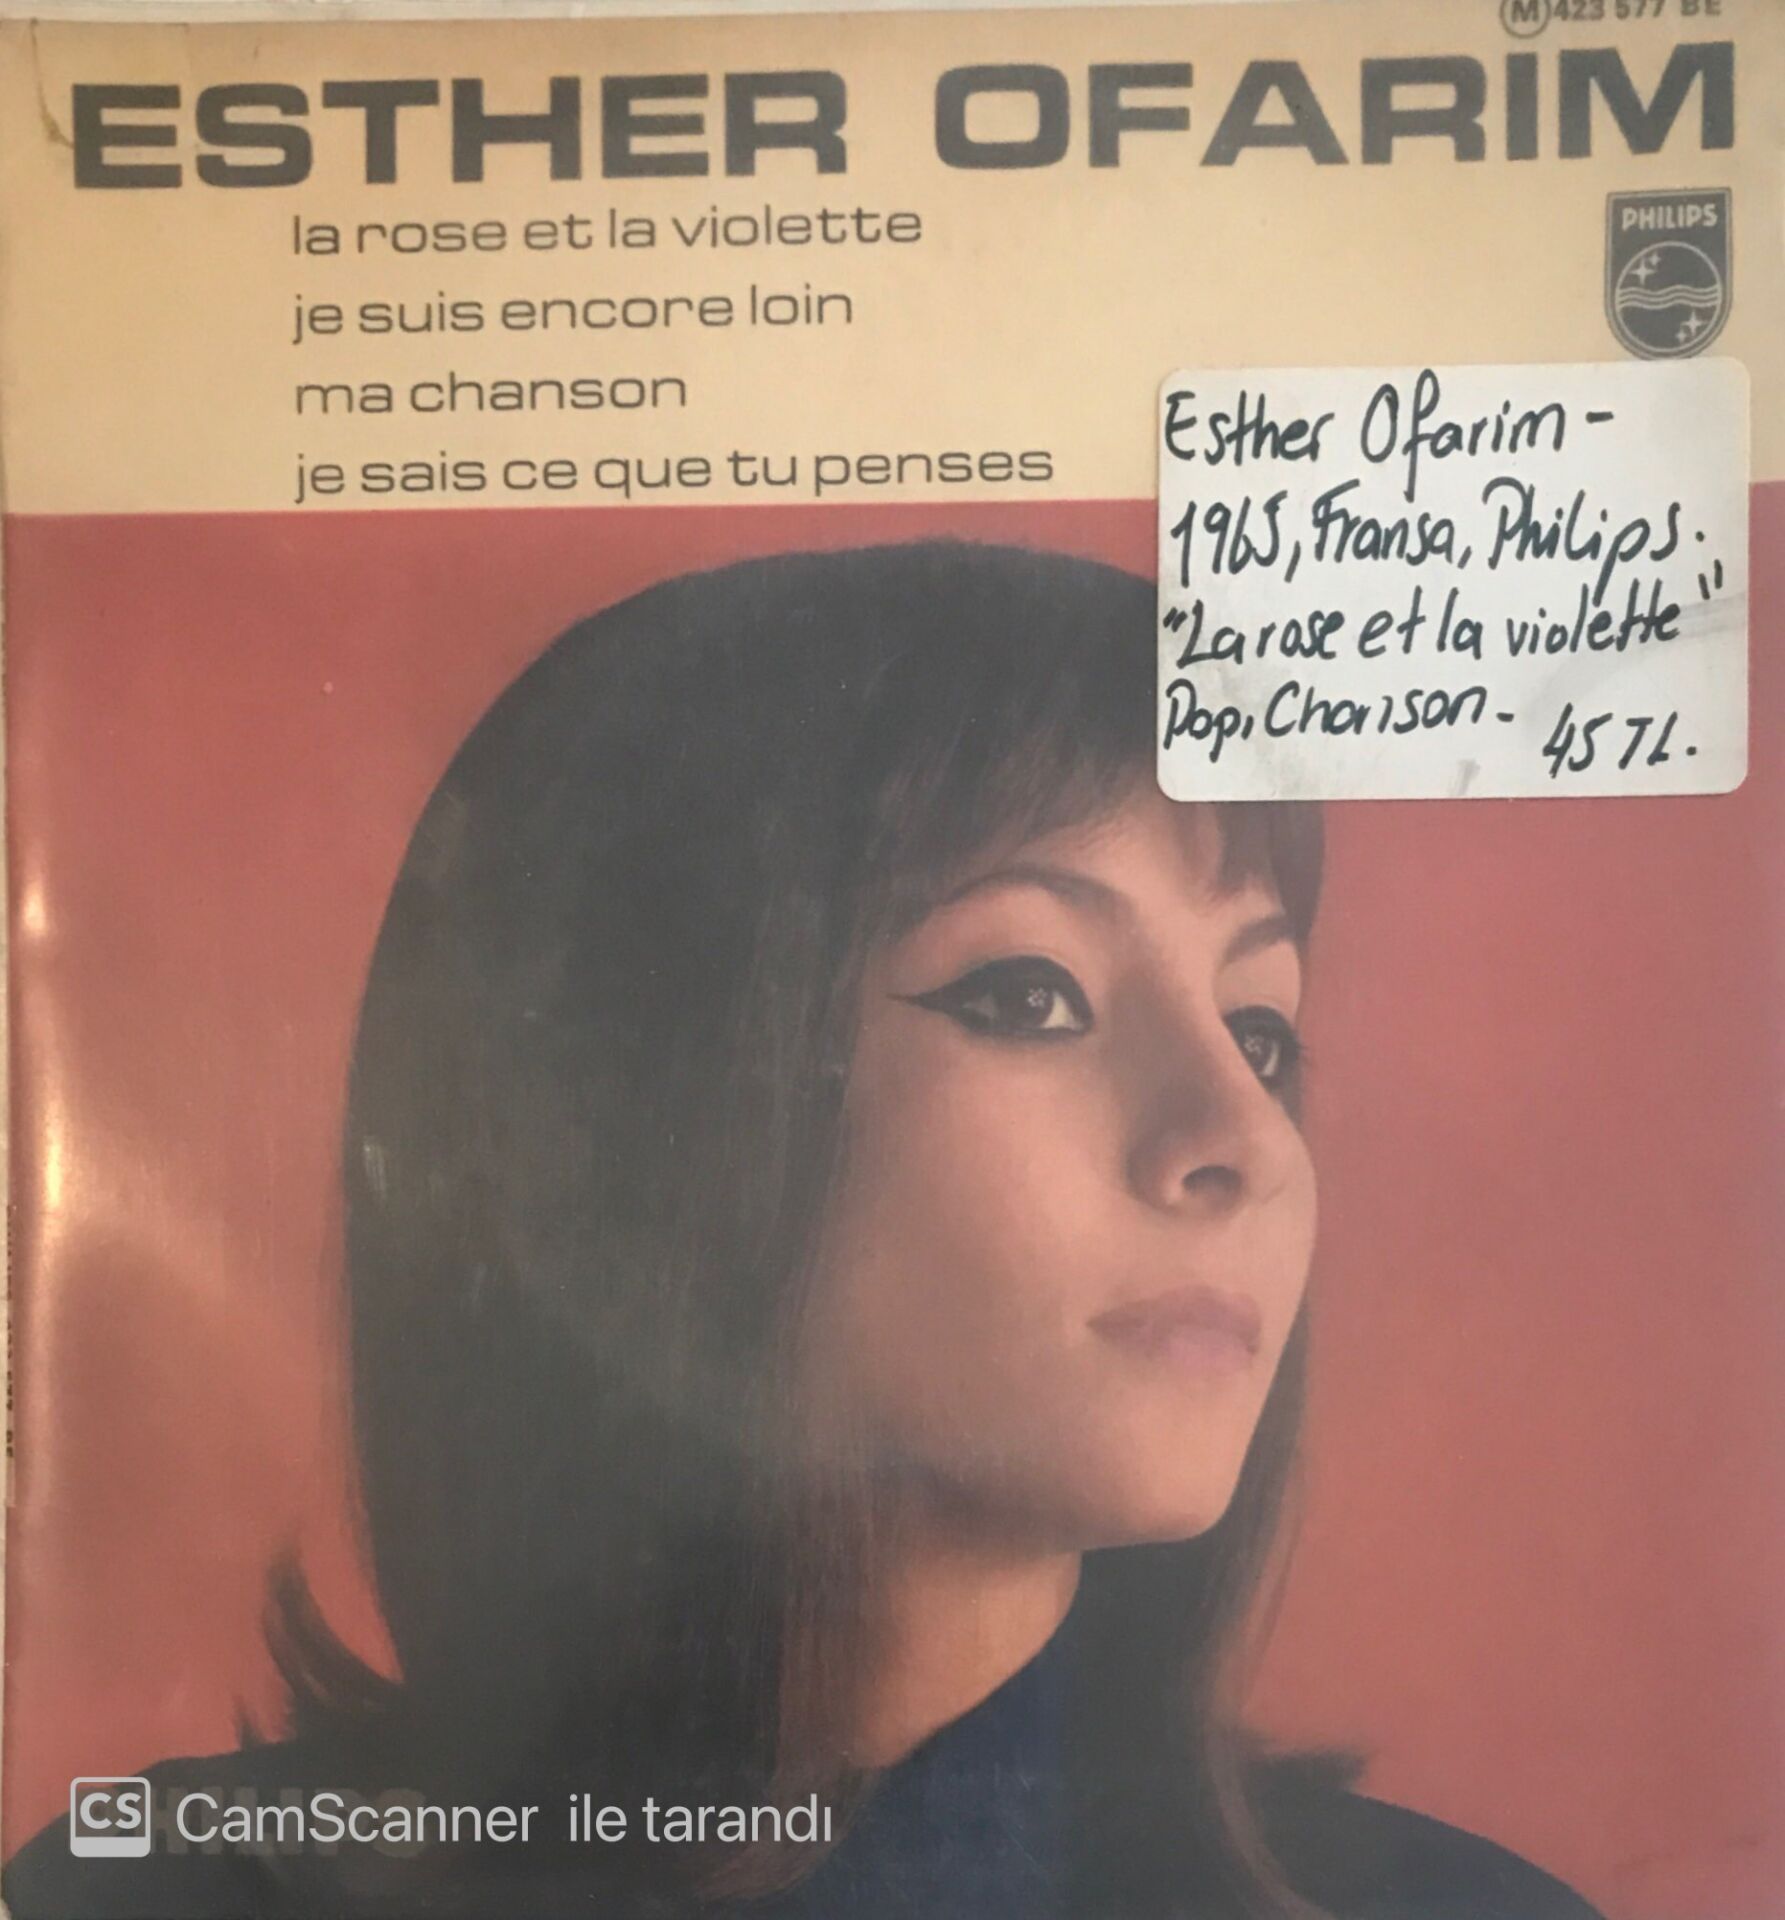 (M) 423 577 BE
ESTHER OFARIM
la rose et la violette
je suis encore loin
ma chanson
je sais ce que tu penses
PHILIPS
Esther Ofarim -
1965, Fransa, Philips.
"La rose et la violette"
Pop, Chanson - 45 TL.
PHILIPS
CS CamScanner ile tarandı